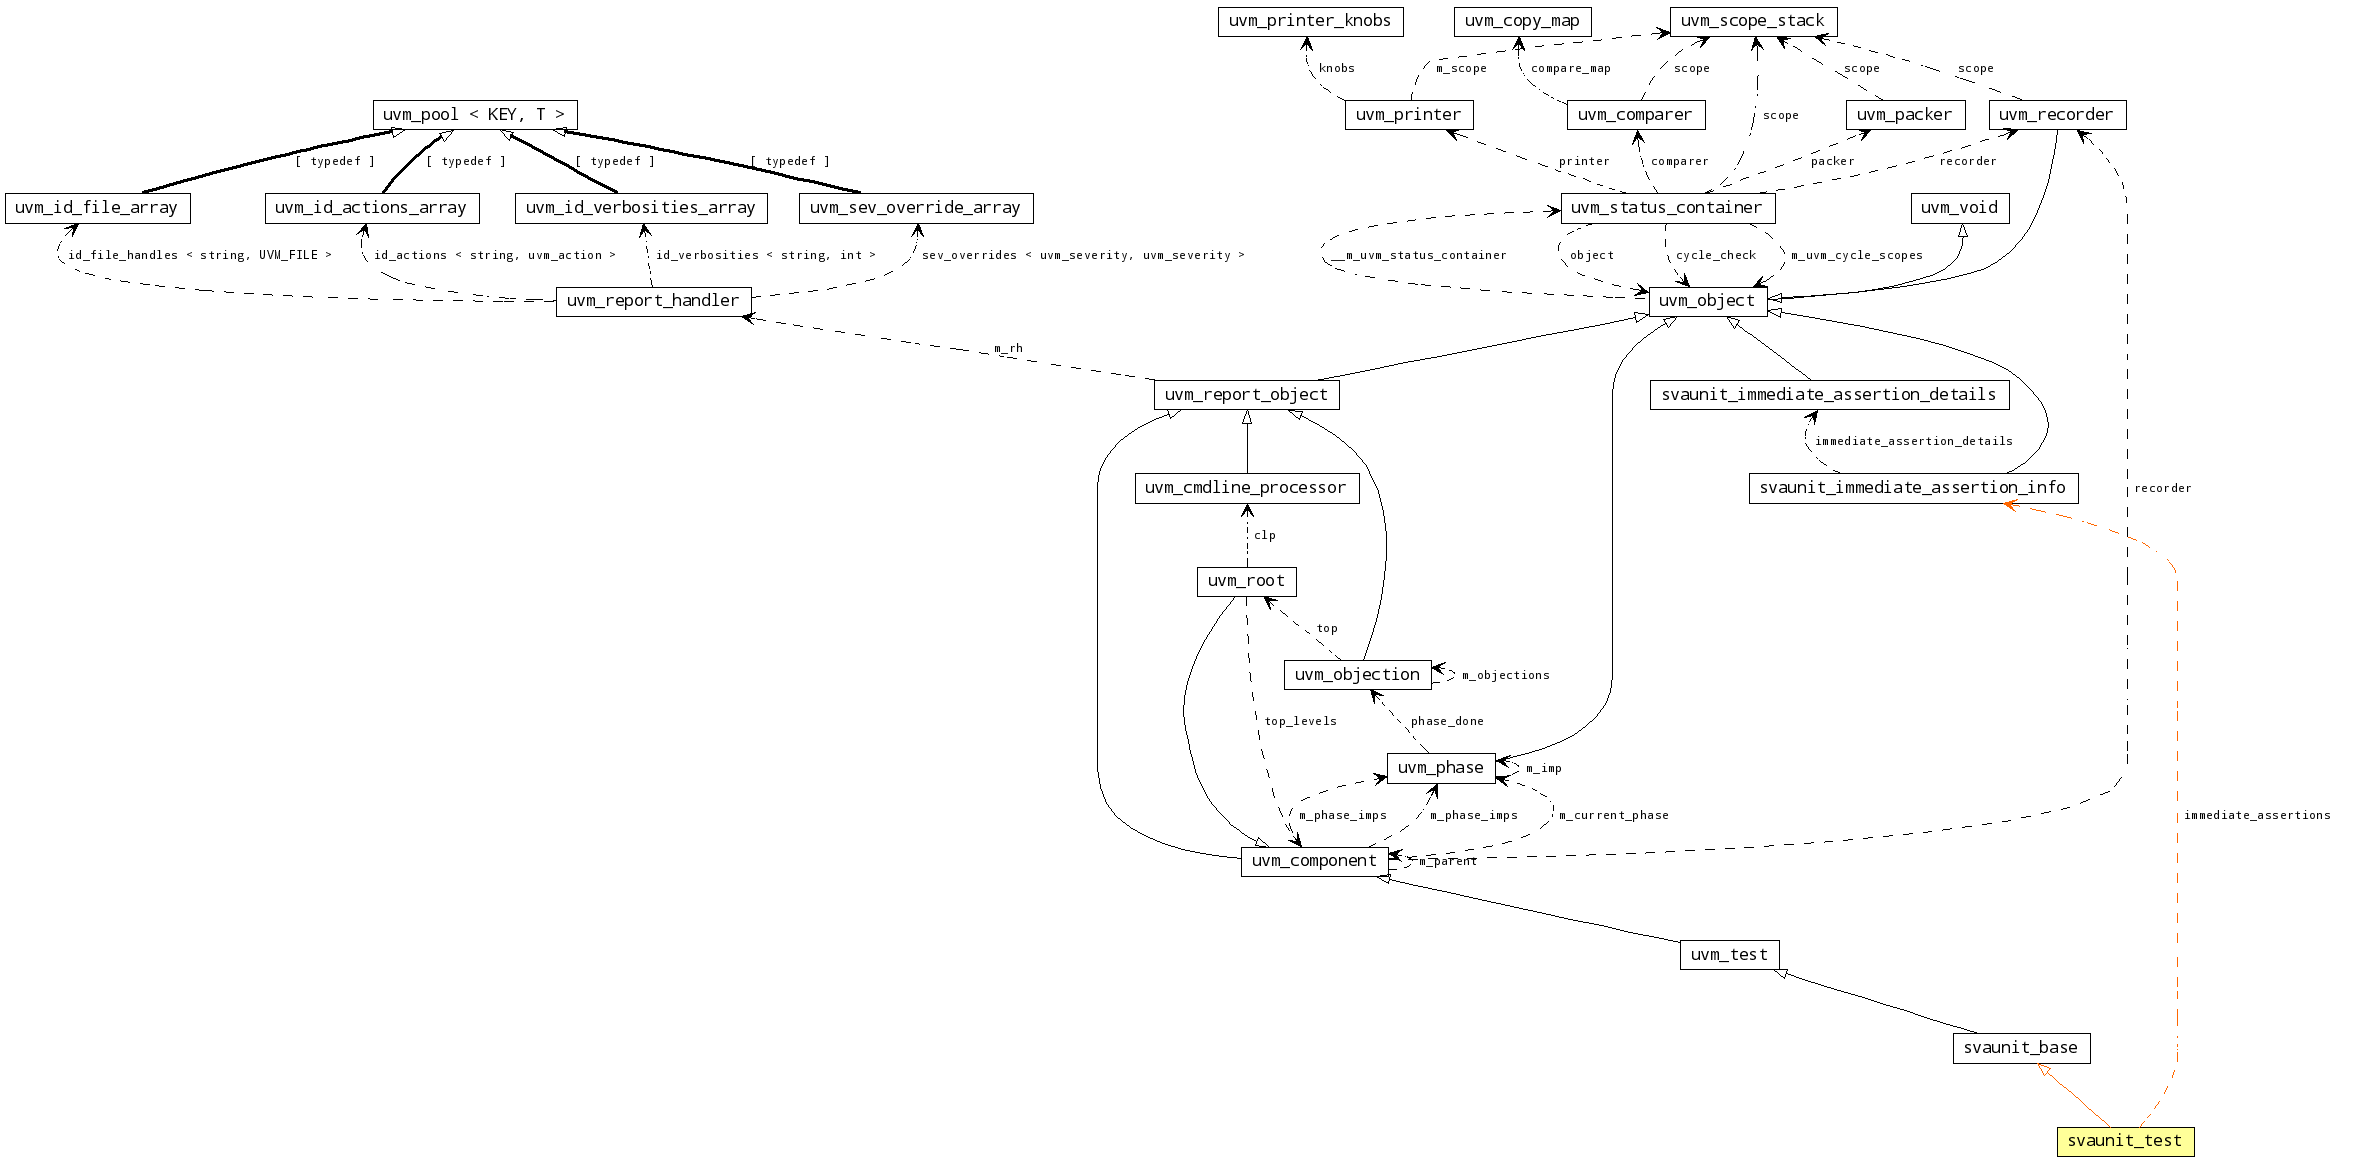 uvm_printer_knobs
uvm_copy_map
uvm_scope_stack
knobs
m_scope
compare_map
scope
scope
scope
uvm_pool < KEY, T >
uvm_printer
uvm_comparer
scope
uvm_packer
uvm_recorder
[ typedef ]
[ typedef ]
[ typedef ]
[ typedef ]
printer
comparer
packer
recorder
uvm_id_file_array
uvm_id_actions_array
uvm_id_verbosities_array
uvm_sev_override_array
uvm_status_container
uvm_void
id_file_handles < string, UVM_FILE >
id_actions < string, uvm_action >
id_verbosities < string, int >
sev_overrides < uvm_severity, uvm_severity >
__m_uvm_status_container
object
cycle_check
m_uvm_cycle_scopes
uvm_report_handler
uvm_object
m_rh
uvm_report_object
svaunit_immediate_assertion_details
immediate_assertion_details
uvm_cmdline_processor
svaunit_immediate_assertion_info
recorder
clp
uvm_root
top
uvm_objection
m_objections
top_levels
phase_done
uvm_phase
m_imp
m_phase_imps
m_phase_imps
m_current_phase
immediate_assertions
uvm_component
m_parent
uvm_test
svaunit_base
svaunit_test